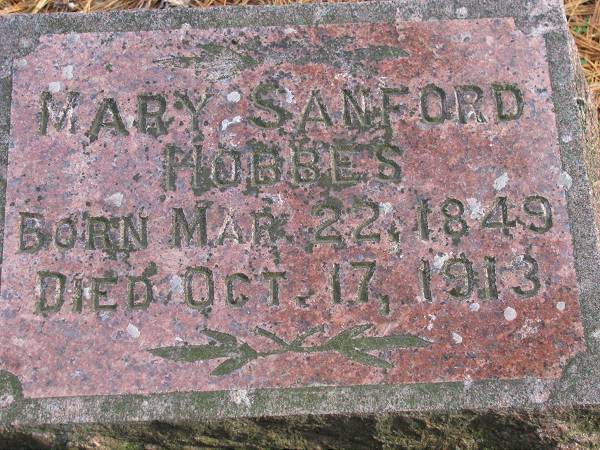 MARY SANFORD
HOBBES
BORN MAR. 22, 1849
DIED OCT. 17, 1913